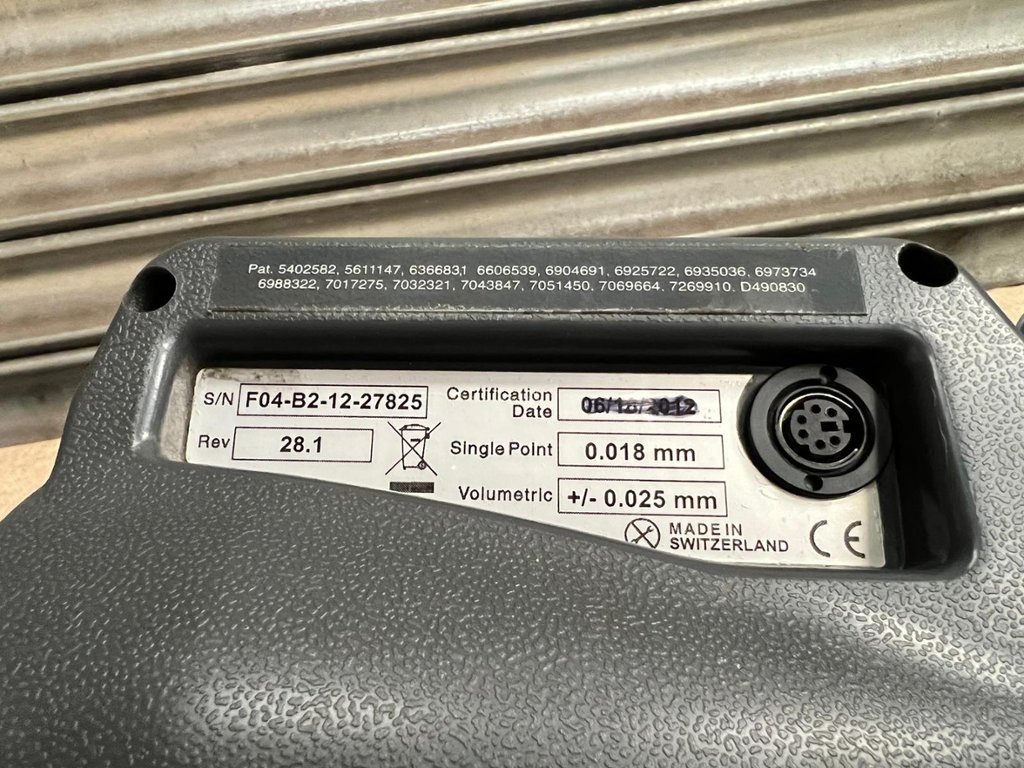 Pat. 5402582, 5611147, 6366831 6606539, 6904691, 6925722, 6935036, 6973734
6988322, 7017275, 7032321, 7043847, 7051450, 7069664, 7269910, D490830
S/N F04-B2-12-27825
Rev 28.1
Certification
Date
Single Point 0.018 mm
Volumetric +/- 0.025 mm
MADE IN
SWITZERLAND
CE